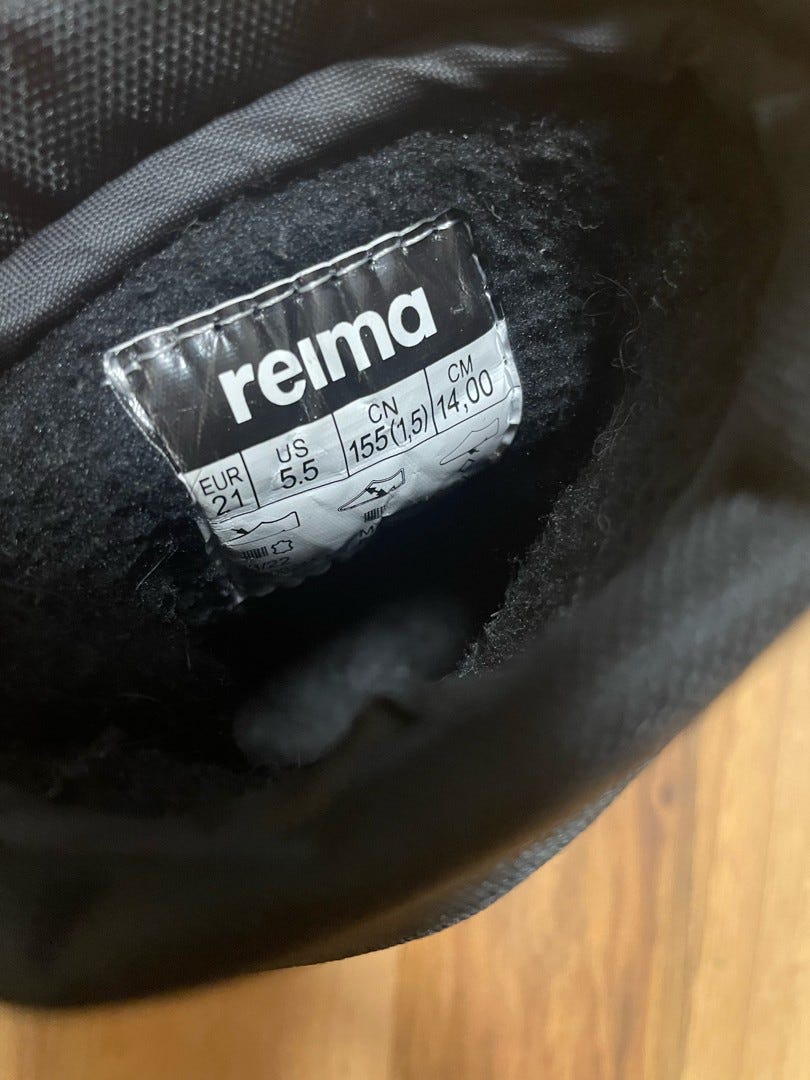 reima
EUR US CN CM
21 5.5 155(1,5) 14,00